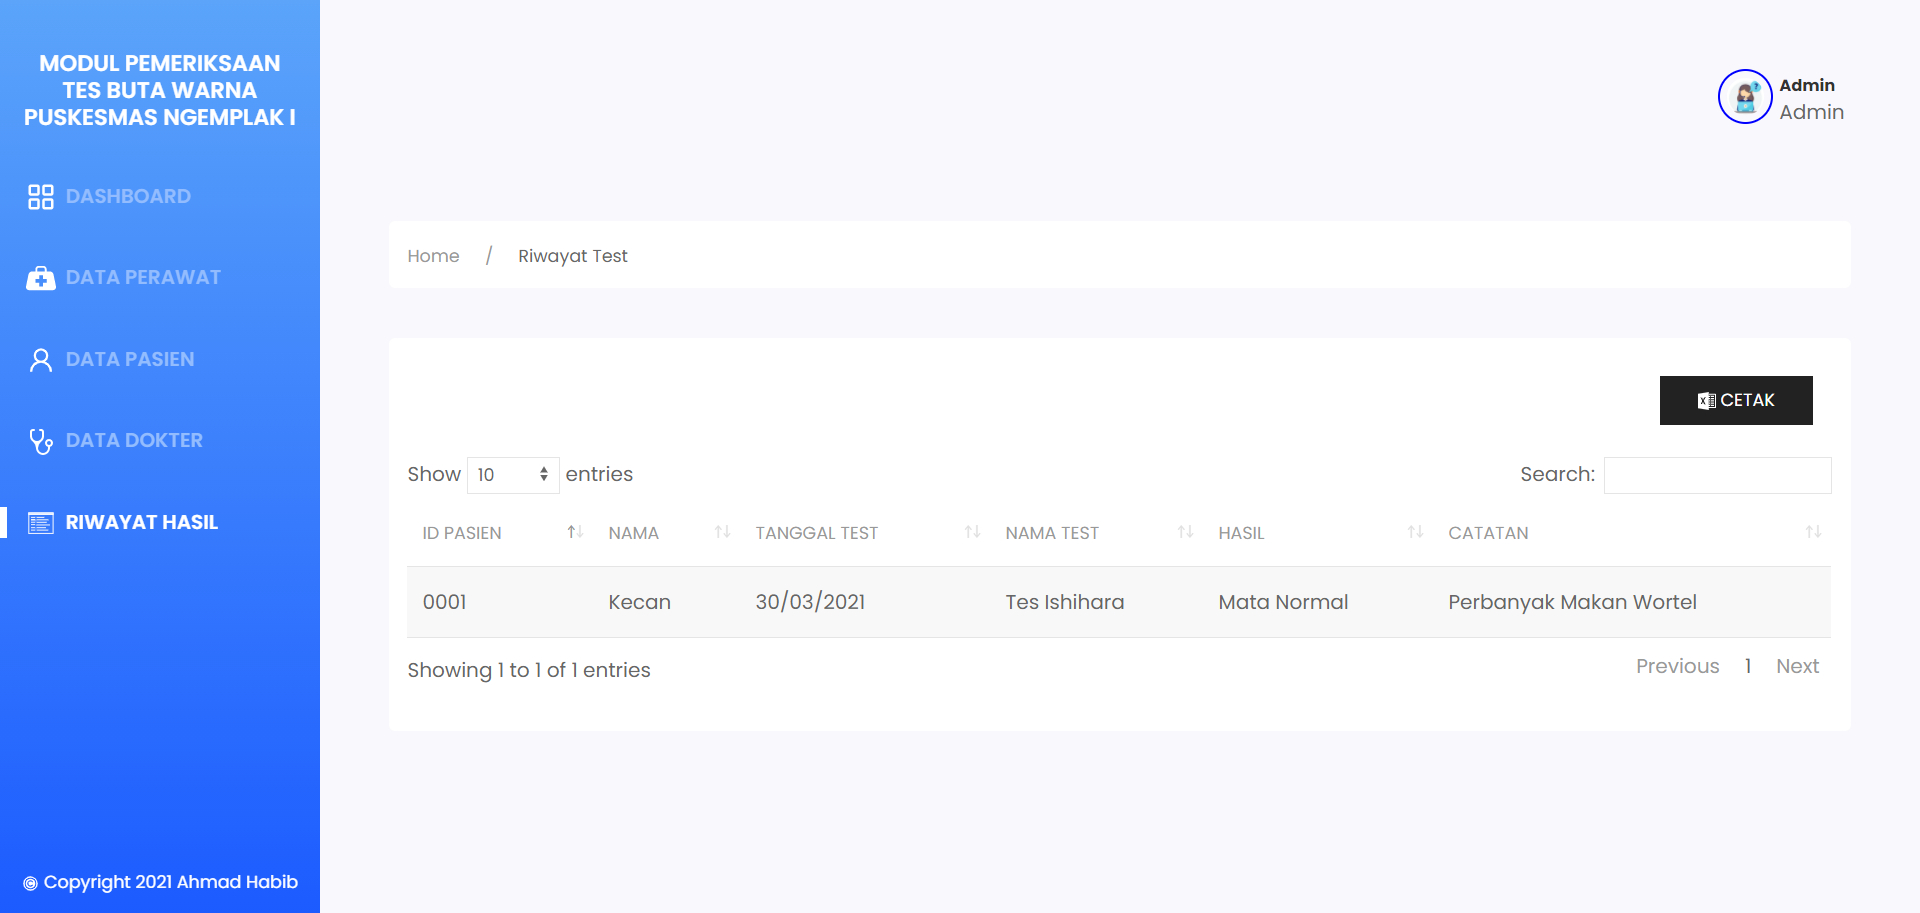 MODUL PEMERIKSAAN
TES BUTA WARNA
PUSKESMAS NGEMPLAK I
DASHBOARD
DATA PERAWAT
DATA PASIEN
DATA DOKTER
RIWAYAT HASIL
© Copyright 2021 Ahmad Habib
Admin
Admin
Home / Riwayat Test
CETAK
Show 10 entries
Search:
ID PASIEN NAMA TANGGAL TEST NAMA TEST HASIL CATATAN
0001 Kecan 30/03/2021 Tes Ishihara Mata Normal Perbanyak Makan Wortel
Showing 1 to 1 of 1 entries
Previous 1 Next